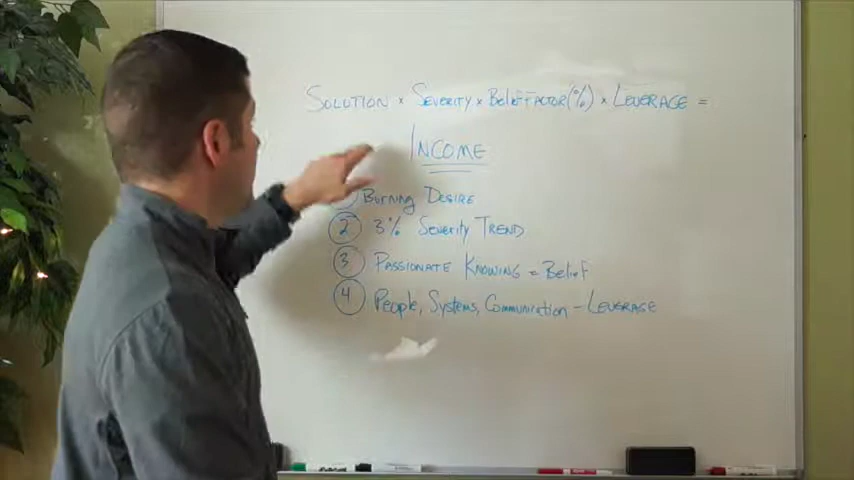 SOLUTION × SEVERITY × BELIEF FACTOR (%) × LEVERAGE =
INCOME
① BURNING DESIRE
② 3% SEVERITY TREND
③ PASSIONATE KNOWING = BELIEF
④ PEOPLE, SYSTEMS, COMMUNICATION - LEVERAGE